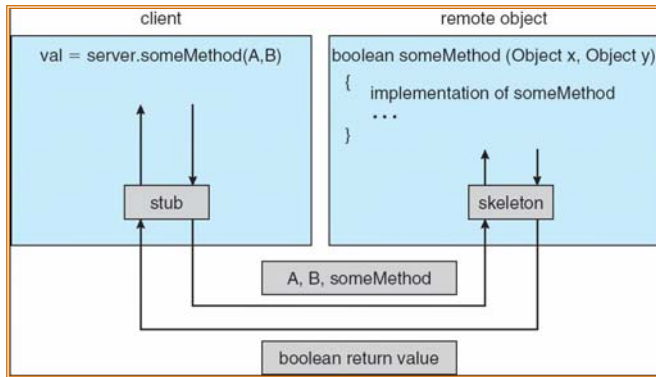 client
val = server.someMethod(A,B)
stub
remote object
boolean someMethod (Object x, Object y)
{
implementation of someMethod
...
}
skeleton
A, B, someMethod
boolean return value